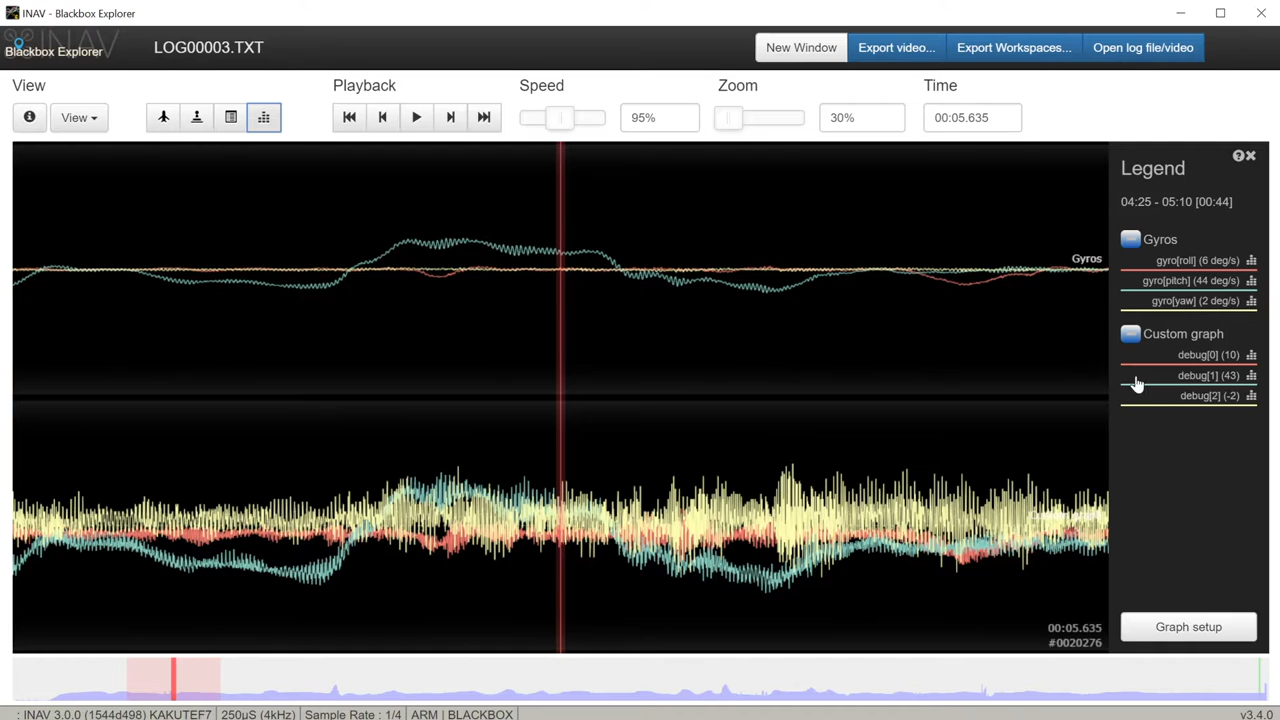 INAV - Blackbox Explorer
INAV
Blackbox Explorer
LOG00003.TXT
New Window
Export video...
Export Workspaces...
Open log file/video
View
Playback
Speed
Zoom
Time
View
95%
30%
00:05.635
Legend
04:25 - 05:10 [00:44]
Gyros
Gyros
gyro[roll] (6 deg/s)
gyro[pitch] (44 deg/s)
gyro[yaw] (2 deg/s)
Custom graph
debug[0] (10)
debug[1] (43)
debug[2] (-2)
Graph setup
00:05.635
#0020276
: INAV 3.0.0 (1544d498) KAKUTEF7 | 250µS (4kHz) | Sample Rate : 1/4 | ARM | BLACKBOX
v3.4.0